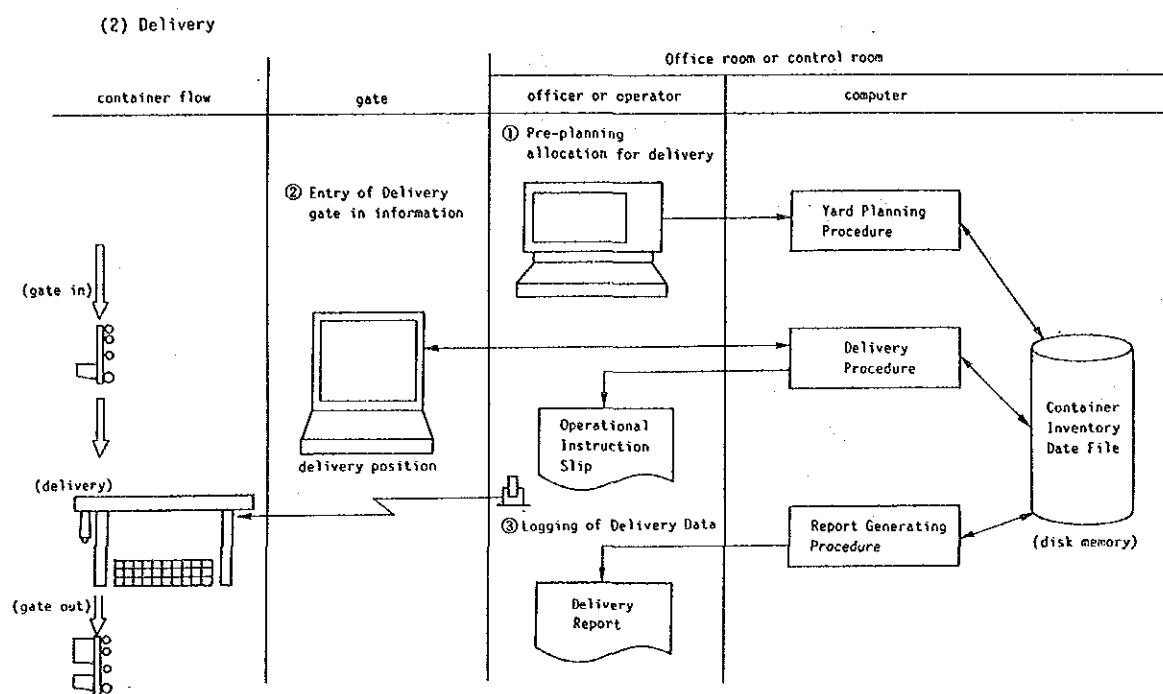 (2) Delivery
Office room or control room
container flow
gate
officer or operator
computer
① Pre-planning
allocation for delivery
② Entry of Delivery
gate in information
Yard Planning
Procedure
(gate in)
Delivery
Procedure
Container
Inventory
Date File
Operational
Instruction
Slip
delivery position
(delivery)
③ Logging of Delivery Data
Report Generating
Procedure
(disk memory)
(gate out)
Delivery
Report